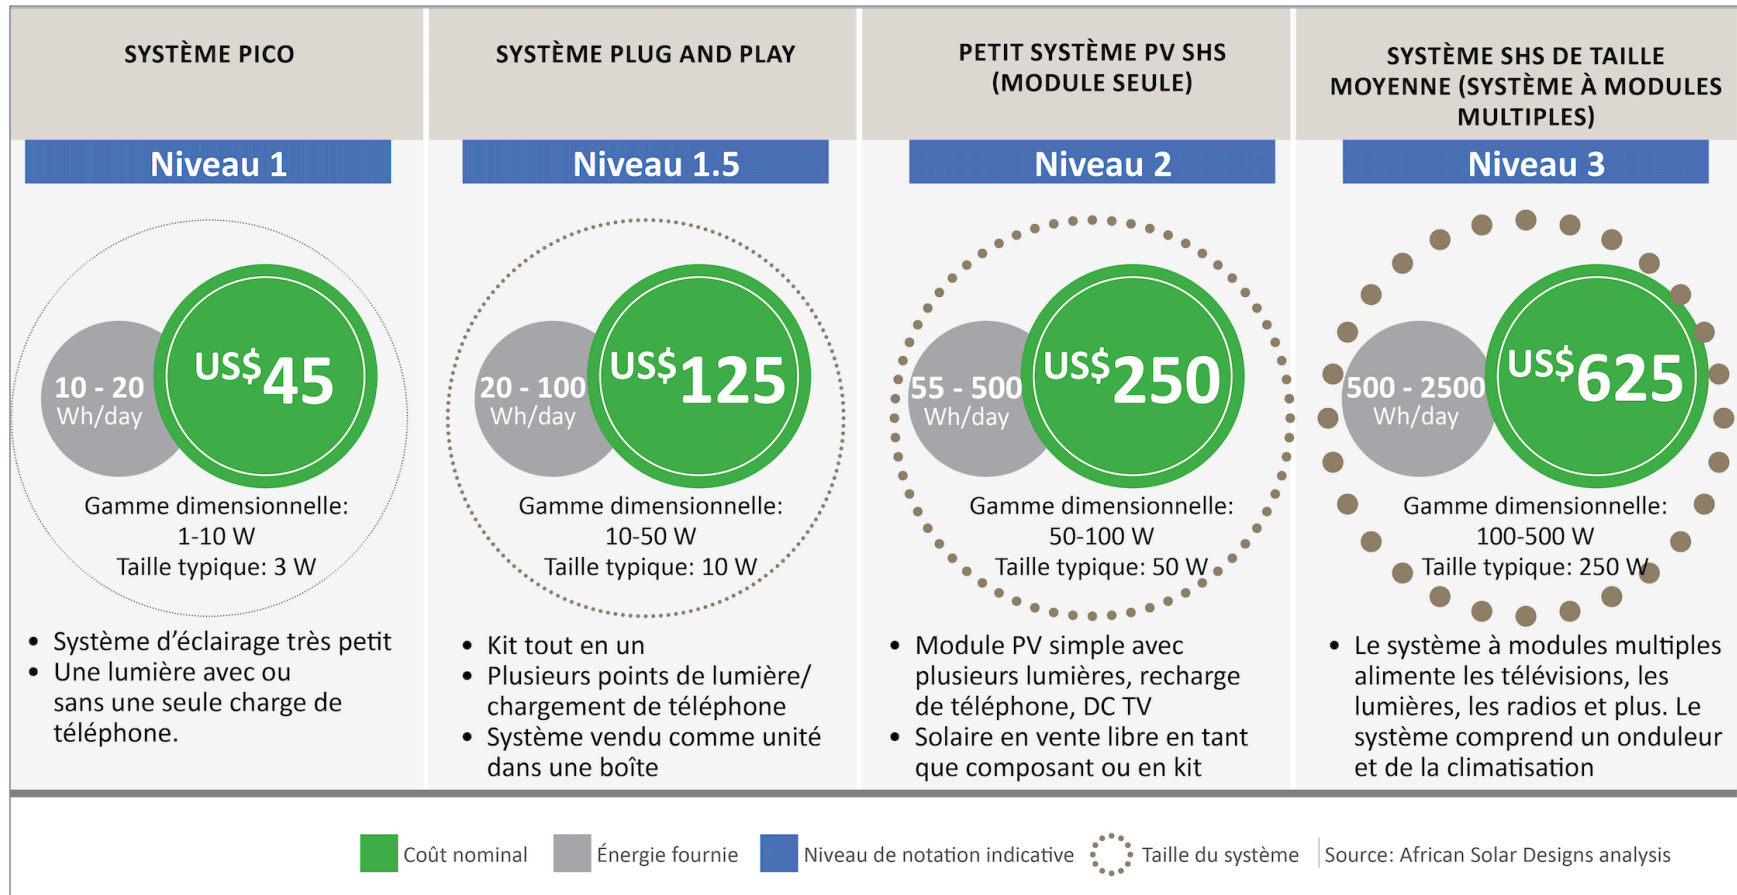 SYSTÈME PICO
Niveau 1
10 - 20
Wh/day
US$45
Gamme dimensionnelle:
1-10 W
Taille typique: 3 W
• Système d’éclairage très petit
• Une lumière avec ou
sans une seule charge de
téléphone.
SYSTÈME PLUG AND PLAY
Niveau 1.5
20 - 100
Wh/day
US$125
Gamme dimensionnelle:
10-50 W
Taille typique: 10 W
• Kit tout en un
• Plusieurs points de lumière/
chargement de téléphone
• Système vendu comme unité
dans une boîte
PETIT SYSTÈME PV SHS
(MODULE SEULE)
Niveau 2
55 - 500
Wh/day
US$250
Gamme dimensionnelle:
50-100 W
Taille typique: 50 W
• Module PV simple avec
plusieurs lumières, recharge
de téléphone, DC TV
• Solaire en vente libre en tant
que composant ou en kit
SYSTÈME SHS DE TAILLE
MOYENNE (SYSTÈME À MODULES
MULTIPLES)
Niveau 3
500 - 2500
Wh/day
US$625
Gamme dimensionnelle:
100-500 W
Taille typique: 250 W
• Le système à modules multiples
alimente les télévisions, les
lumières, les radios et plus. Le
système comprend un onduleur
et de la climatisation
Coût nominal
Énergie fournie
Niveau de notation indicative
Taille du système
Source: African Solar Designs analysis